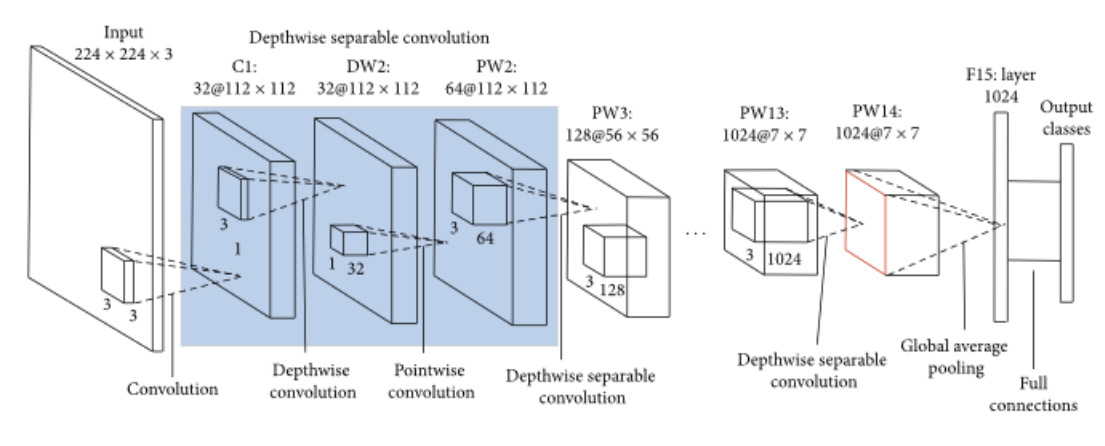 Input
224 × 224 × 3
Depthwise separable convolution
C1:
32@112 × 112
DW2:
32@112 × 112
PW2:
64@112 × 112
PW3:
128@56 × 56
PW13:
1024@7 × 7
PW14:
1024@7 × 7
F15: layer
1024
Output
classes
3
3
3
1
1
32
3
64
3
128
...
3
1024
Convolution
Depthwise
convolution
Pointwise
convolution
Depthwise separable
convolution
Depthwise separable
convolution
Global average
pooling
Full
connections